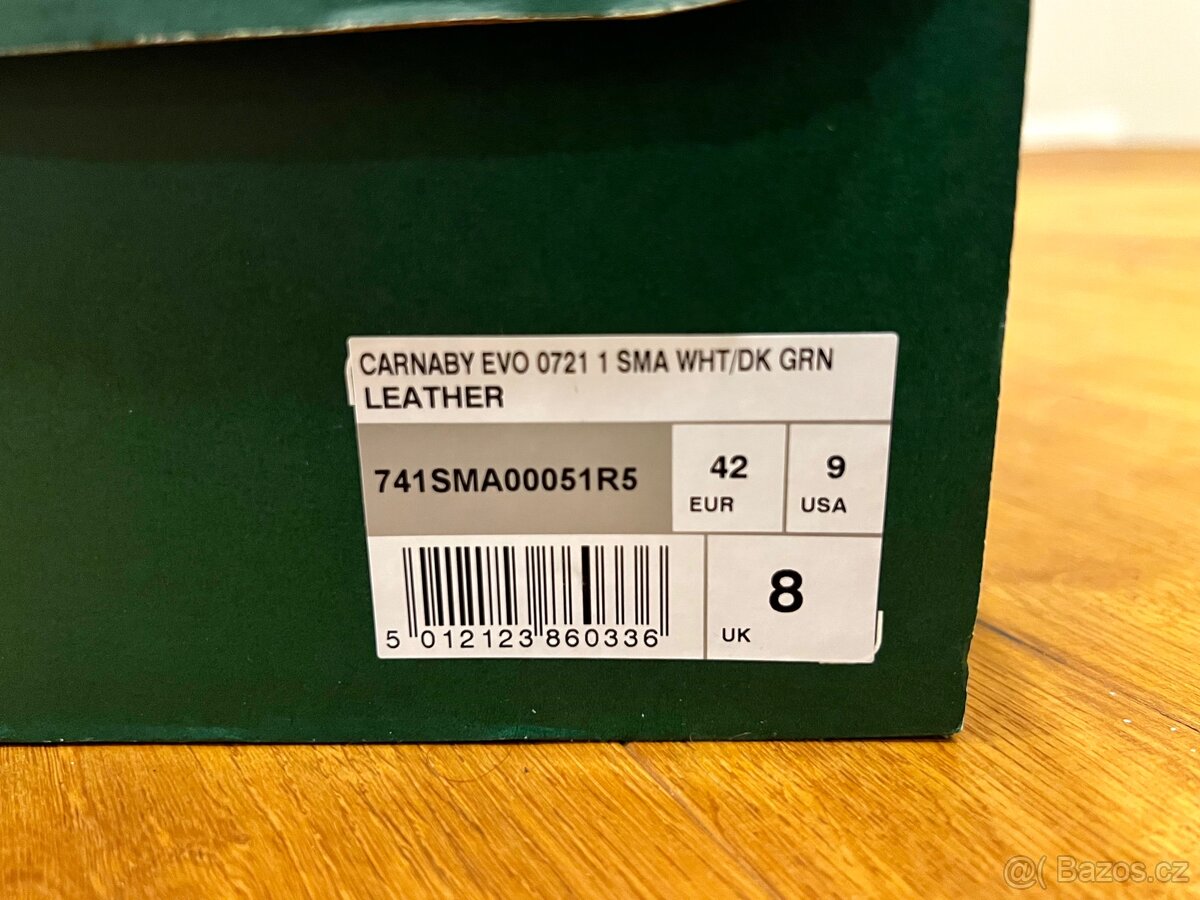 CARNABY EVO 0721 1 SMA WHT/DK GRN
LEATHER
741SMA00051R5
42
EUR
9
USA
5 012123 860336
8
UK
@( Bazos.cz